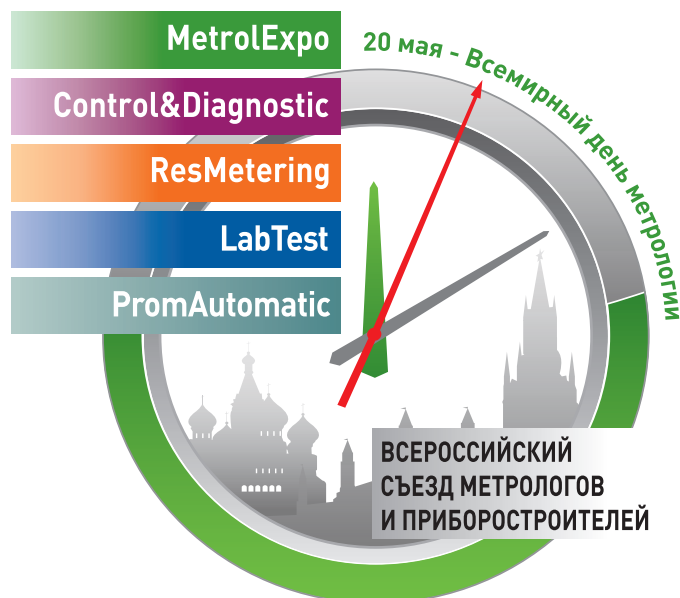 MetrolExpo
Control&Diagnostic
ResMetering
LabTest
PromAutomatic
20 мая - Всемирный день метрологии
ВСЕРОССИЙСКИЙ
СЪЕЗД МЕТРОЛОГОВ
И ПРИБОРОСТРОИТЕЛЕЙ